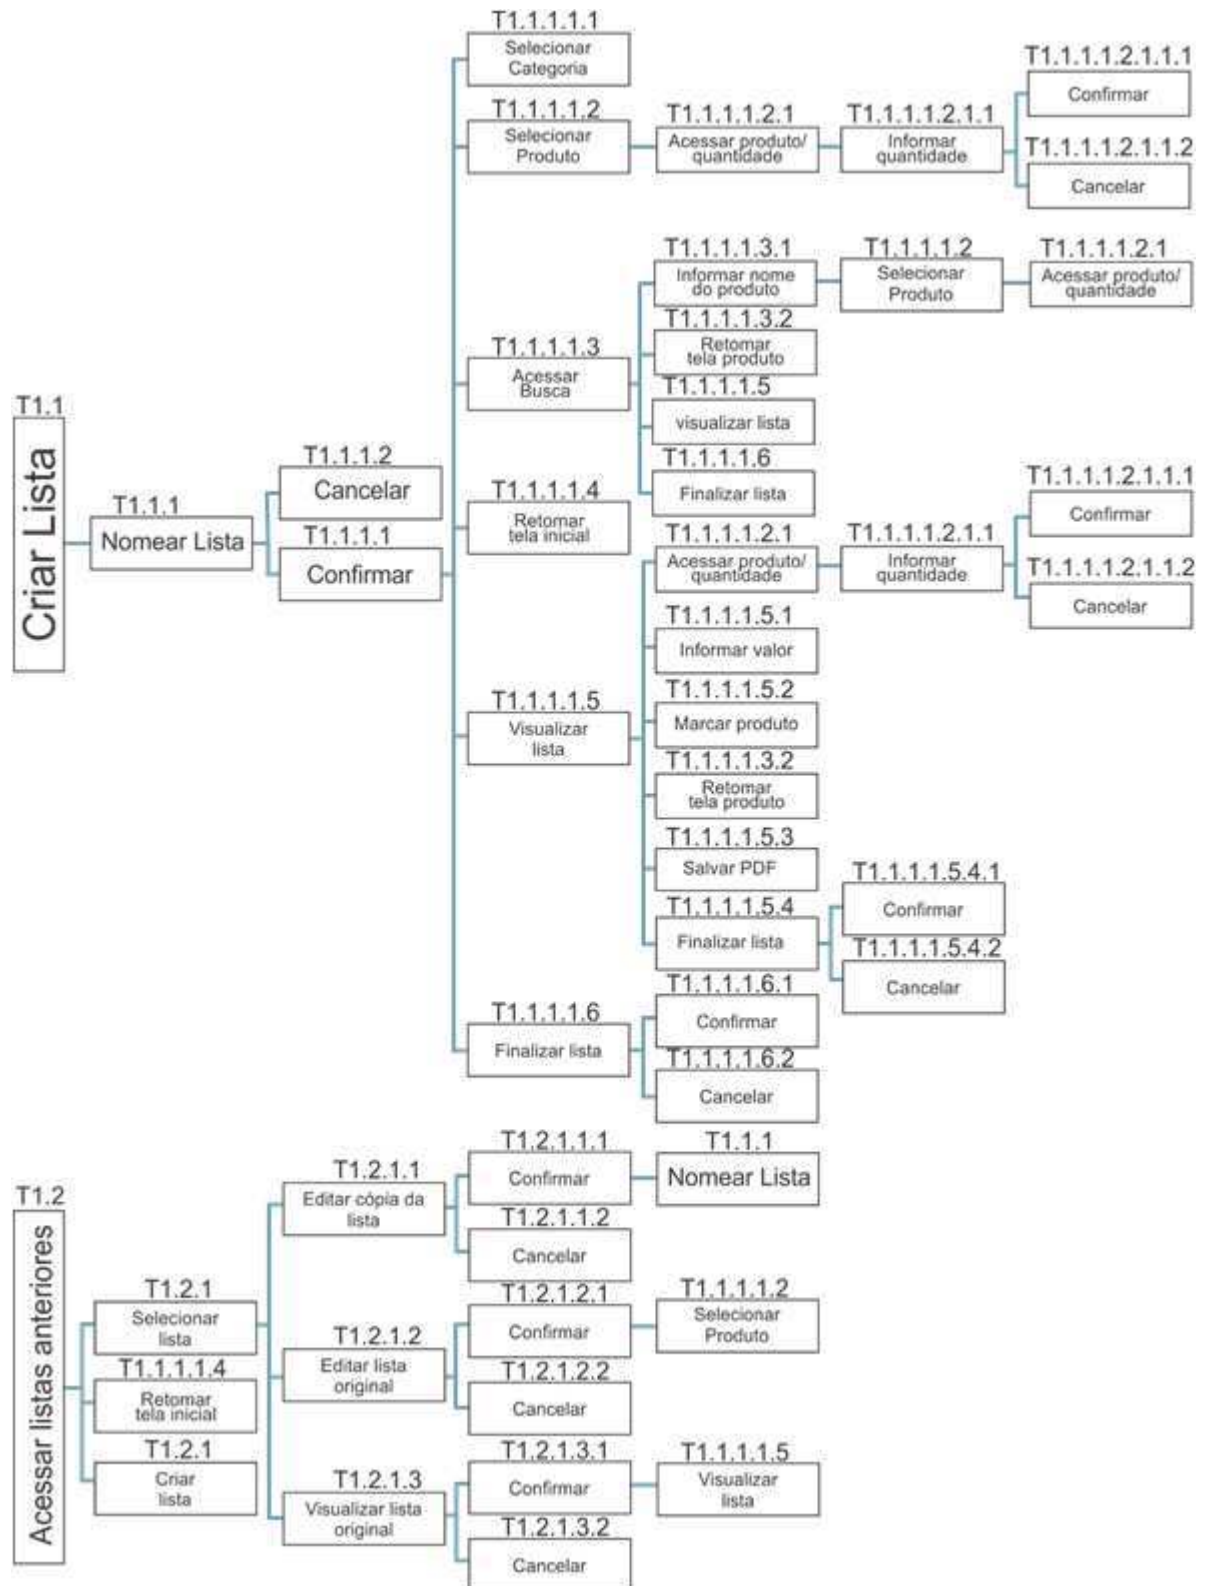 T1.1.1.1.1
Selecionar
Categoria
T1.1.1.1.2
Selecionar
Produto
T1.1.1.1.2.1
Acessar produto/
quantidade
T1.1.1.1.2.1.1
Informar
quantidade
T1.1.1.1.2.1.1.1
Confirmar
T1.1.1.1.2.1.1.2
Cancelar
T1.1.1.1.3.1
Informar nome
do produto
T1.1.1.1.2
Selecionar
Produto
T1.1.1.1.2.1
Acessar produto/
quantidade
T1.1.1.1.3
Acessar
Busca
T1.1.1.1.3.2
Retomar
tela produto
T1.1.1.1.5
visualizar lista
T1.1.1.1.6
Finalizar lista
T1.1
Criar Lista
T1.1.1
Nomear Lista
T1.1.1.2
Cancelar
T1.1.1.1
Confirmar
T1.1.1.1.4
Retomar
tela inicial
T1.1.1.1.2.1
Acessar produto/
quantidade
T1.1.1.1.2.1.1
Informar
quantidade
T1.1.1.1.2.1.1.1
Confirmar
T1.1.1.1.2.1.1.2
Cancelar
T1.1.1.1.5.1
Informar valor
T1.1.1.1.5.2
Marcar produto
T1.1.1.1.5
Visualizar
lista
T1.1.1.1.3.2
Retomar
tela produto
T1.1.1.1.5.3
Salvar PDF
T1.1.1.1.5.4
Finalizar lista
T1.1.1.1.5.4.1
Confirmar
T1.1.1.1.5.4.2
Cancelar
T1.1.1.1.6
Finalizar lista
T1.1.1.1.6.1
Confirmar
T1.1.1.1.6.2
Cancelar
T1.2
Acessar listas anteriores
T1.2.1
Selecionar
lista
T1.1.1.1.4
Retomar
tela inicial
T1.2.1
Criar
lista
T1.2.1.1
Editar cópia da
lista
T1.2.1.1.1
Confirmar
T1.1.1
Nomear Lista
T1.2.1.1.2
Cancelar
T1.2.1.2
Editar lista
original
T1.2.1.2.1
Confirmar
T1.1.1.1.2
Selecionar
Produto
T1.2.1.2.2
Cancelar
T1.2.1.3
Visualizar lista
original
T1.2.1.3.1
Confirmar
T1.1.1.1.5
Visualizar
lista
T1.2.1.3.2
Cancelar